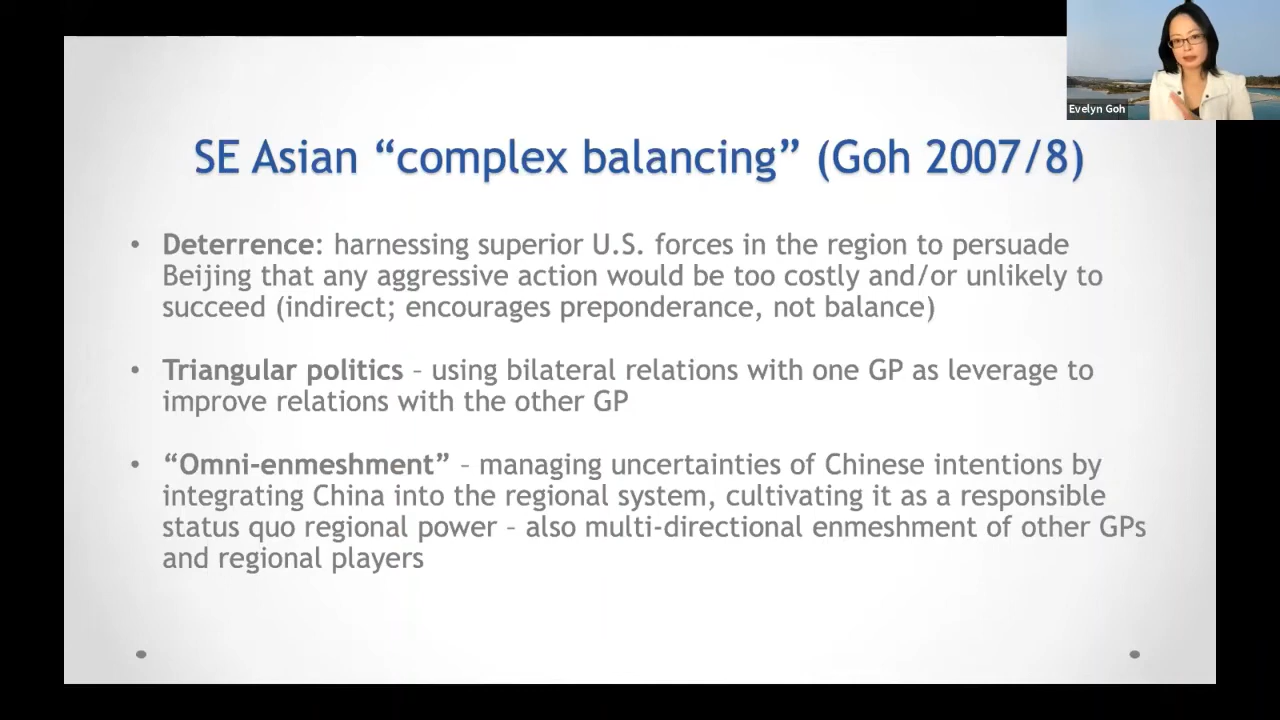 Evelyn Goh
SE Asian “complex balancing” (Goh 2007/8)
• Deterrence: harnessing superior U.S. forces in the region to persuade
Beijing that any aggressive action would be too costly and/or unlikely to
succeed (indirect; encourages preponderance, not balance)
• Triangular politics – using bilateral relations with one GP as leverage to
improve relations with the other GP
• “Omni-enmeshment” – managing uncertainties of Chinese intentions by
integrating China into the regional system, cultivating it as a responsible
status quo regional power – also multi-directional enmeshment of other GPs
and regional players